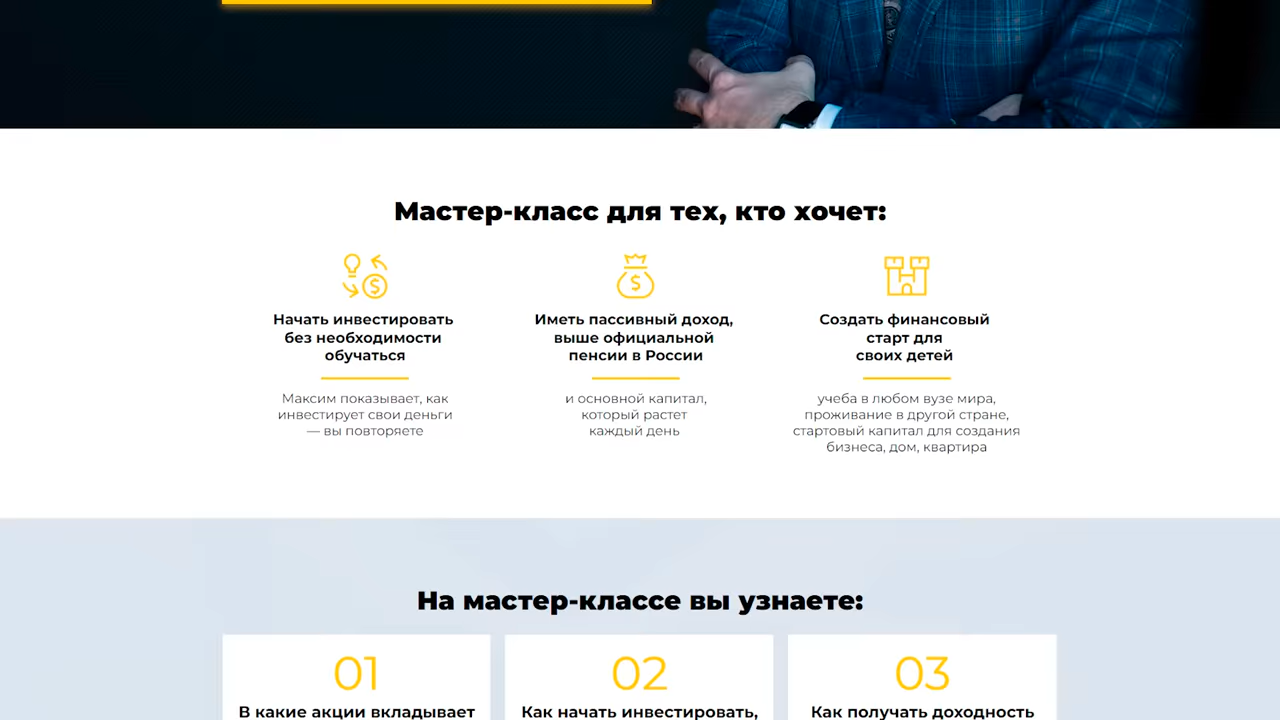 Мастер-класс для тех, кто хочет:
Начать инвестировать
без необходимости
обучаться
Максим показывает, как
инвестирует свои деньги
— вы повторяете
Иметь пассивный доход,
выше официальной
пенсии в России
и основной капитал,
который растет
каждый день
Создать финансовый
старт для
своих детей
учеба в любом вузе мира,
проживание в другой стране,
стартовый капитал для создания
бизнеса, дом, квартира
На мастер-классе вы узнаете:
01
В какие акции вкладывает
02
Как начать инвестировать,
03
Как получать доходность